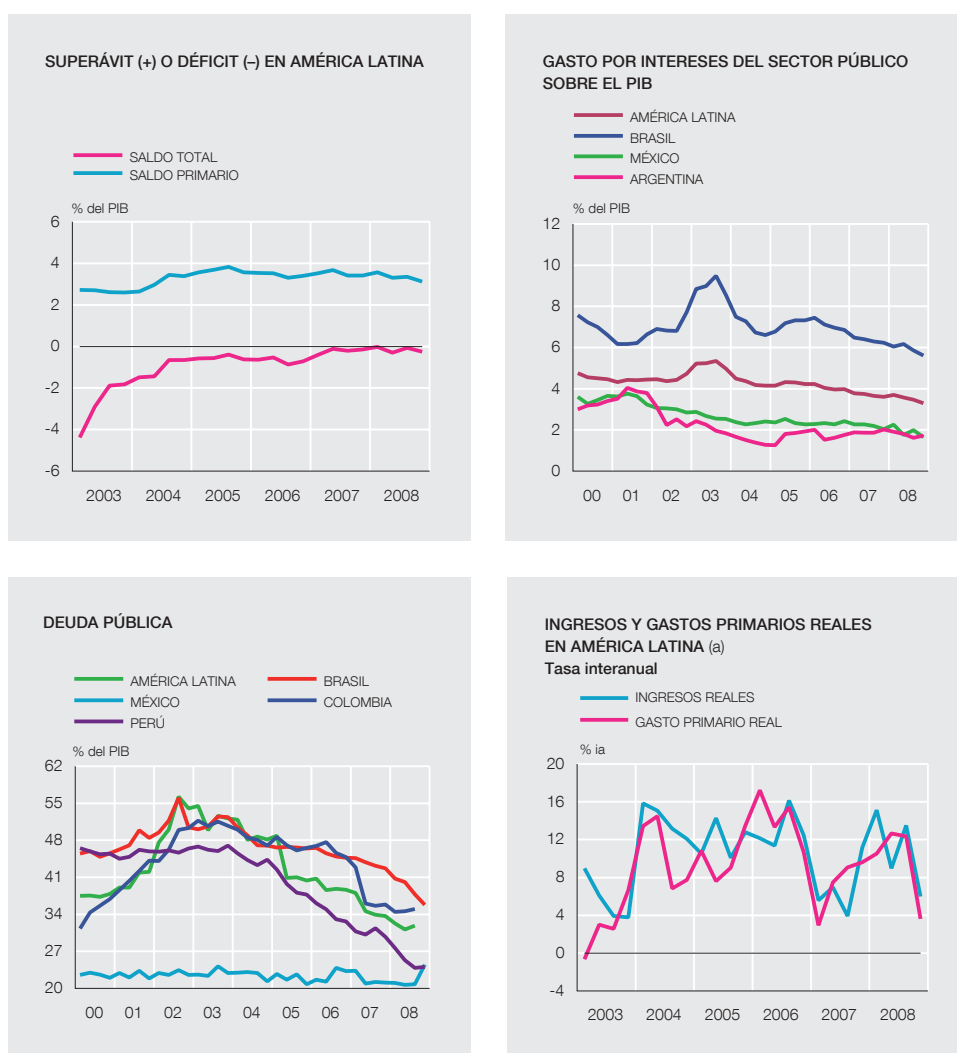 SUPERÁVIT (+) O DÉFICIT (–) EN AMÉRICA LATINA
SALDO TOTAL
SALDO PRIMARIO
% del PIB
6
4
2
0
-2
-4
-6
2003 2004 2005 2006 2007 2008
GASTO POR INTERESES DEL SECTOR PÚBLICO
SOBRE EL PIB
AMÉRICA LATINA
BRASIL
MÉXICO
ARGENTINA
% del PIB
12
10
8
6
4
2
0
00 01 02 03 04 05 06 07 08
DEUDA PÚBLICA
AMÉRICA LATINA BRASIL
MÉXICO COLOMBIA
PERÚ
% del PIB
62
55
48
41
34
27
20
00 01 02 03 04 05 06 07 08
INGRESOS Y GASTOS PRIMARIOS REALES
EN AMÉRICA LATINA (a)
Tasa interanual
INGRESOS REALES
GASTO PRIMARIO REAL
% ia
20
16
12
8
4
0
-4
2003 2004 2005 2006 2007 2008